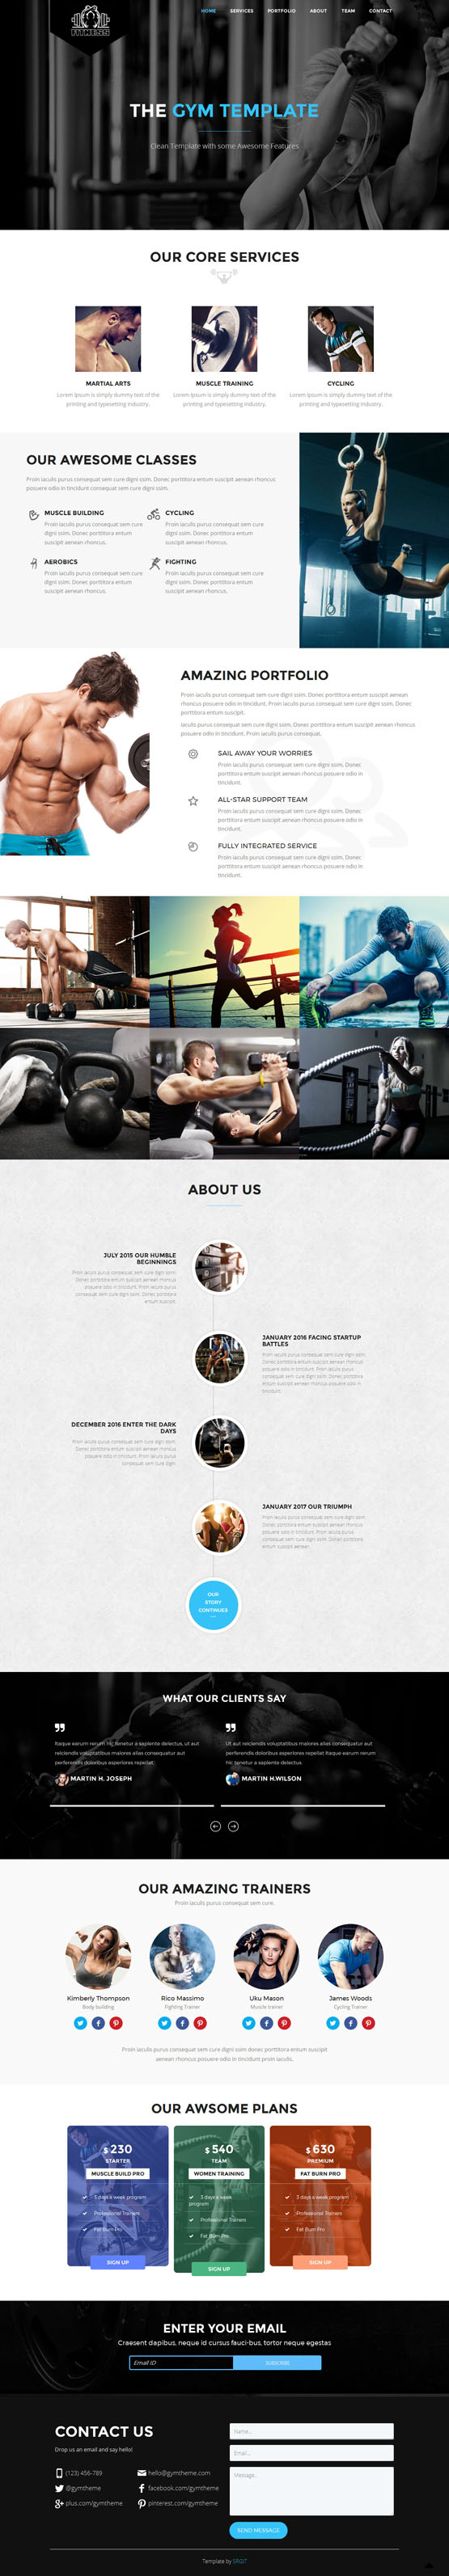 FITNESS
HOME SERVICES PORTFOLIO ABOUT TEAM CONTACT
THE GYM TEMPLATE
Clean Template with some Awesome Features
OUR CORE SERVICES
MARTIAL ARTS
Lorem Ipsum is simply dummy text of the
printing and typesetting industry.
MUSCLE TRAINING
Lorem Ipsum is simply dummy text of the
printing and typesetting industry.
CYCLING
Lorem Ipsum is simply dummy text of the
printing and typesetting industry.
OUR AWESOME CLASSES
Proin iaculis purus consequat sem cure digni ssim. Donec porttitora entum suscipit aenean rhoncus
posuere odio in tincidunt consequat sem cure digni ssim.
MUSCLE BUILDING
Proin iaculis purus consequat sem cure
digni ssim. Donec porttitora entum
suscipit aenean rhoncus.
CYCLING
Proin iaculis purus consequat sem cure
digni ssim. Donec porttitora entum
suscipit aenean rhoncus.
AEROBICS
Proin iaculis purus consequat sem cure
digni ssim. Donec porttitora entum
suscipit aenean rhoncus.
FIGHTING
Proin iaculis purus consequat sem cure
digni ssim. Donec porttitora entum
suscipit aenean rhoncus.
AMAZING PORTFOLIO
Proin iaculis purus consequat sem cure digni ssim. Donec porttitora entum suscipit aenean
rhoncus posuere odio in tincidunt. Proin iaculis purus consequat sem cure digni ssim. Donec
porttitora entum suscipit.
Iaculis purus consequat sem cure digni ssim. Donec porttitora entum suscipit aenean rhoncus
posuere odio in tincidunt. Proin iaculis purus consequat.
SAIL AWAY YOUR WORRIES
Proin iaculis purus consequat sem cure digni ssim. Donec
porttitora entum suscipit aenean rhoncus posuere odio in
tincidunt.
ALL-STAR SUPPORT TEAM
Proin iaculis purus consequat sem cure digni ssim. Donec
porttitora entum suscipit aenean rhoncus posuere odio in
tincidunt.
FULLY INTEGRATED SERVICE
Proin iaculis purus consequat sem cure digni ssim. Donec
porttitora entum suscipit aenean rhoncus posuere odio in
tincidunt.
ABOUT US
JULY 2015 OUR HUMBLE
BEGINNINGS
Proin iaculis purus consequat sem cure digni ssim.
Donec porttitora entum suscipit aenean rhoncus
posuere odio in tincidunt. Proin iaculis purus
consequat sem cure digni ssim. Donec porttitora
entum suscipit.
JANUARY 2016 FACING STARTUP
BATTLES
Proin iaculis purus consequat sem cure digni ssim.
Donec porttitora entum suscipit aenean rhoncus
posuere odio in tincidunt. Proin iaculis purus
consequat sem cure digni ssim. Donec porttitora
entum suscipit aenean rhoncus posuere odio in
tincidunt.
DECEMBER 2016 ENTER THE DARK
DAYS
Proin iaculis purus consequat sem cure digni ssim.
Donec porttitora entum suscipit aenean rhoncus
posuere odio in tincidunt. Proin iaculis purus
consequat sem cure digni.
JANUARY 2017 OUR TRIUMPH
Proin iaculis purus consequat sem cure digni ssim.
Donec porttitora entum suscipit aenean rhoncus
posuere odio in tincidunt. Proin iaculis purus
consequat sem cure digni ssim. Donec porttitora
entum suscipit aenean.
OUR
STORY
CONTINUES
...
WHAT OUR CLIENTS SAY
Itaque earum rerum hic tenetur a sapiente delectus, ut aut
reiciendis voluptatibus maiores alias consequatur aut
perferendis doloribus asperiores repellat.
MARTIN H. JOSEPH
Ut aut reiciendis voluptatibus maiores alias consequatur aut
perferendis doloribus asperiores repellat itaque earum rerum
hic tenetur a sapiente delectus.
MARTIN H.WILSON
OUR AMAZING TRAINERS
Proin iaculis purus consequat sem cure.
Kimberly Thompson
Body building
Rico Massimo
Fighting Trainer
Uku Mason
Muscle trainer
James Woods
Cycling Trainer
Proin iaculis purus consequat sem cure digni ssim donec porttitora entum suscipit
aenean rhoncus posuere odio in tincidunt proin iaculis.
OUR AWSOME PLANS
$ 230
STARTER
MUSCLE BUILD PRO
3 days a week program
Professional Trainers
Fat Burn Pro
SIGN UP
$ 540
TEAM
WOMEN TRAINING
3 days a week
program
Professional Trainers
Fat Burn Pro
SIGN UP
$ 630
PREMIUM
FAT BURN PRO
3 days a week program
Professional Trainers
Fat Burn Pro
SIGN UP
ENTER YOUR EMAIL
Craesent dapibus, neque id cursus fauci-bus, tortor neque egestas
Email ID
SUBSCRIBE
CONTACT US
Drop us an email and say hello!
(123) 456-789
hello@gymtheme.com
@gymtheme
facebook.com/gymtheme
plus.com/gymtheme
pinterest.com/gymtheme
Name...
Email...
Message...
SEND MESSAGE
Template by SRGIT